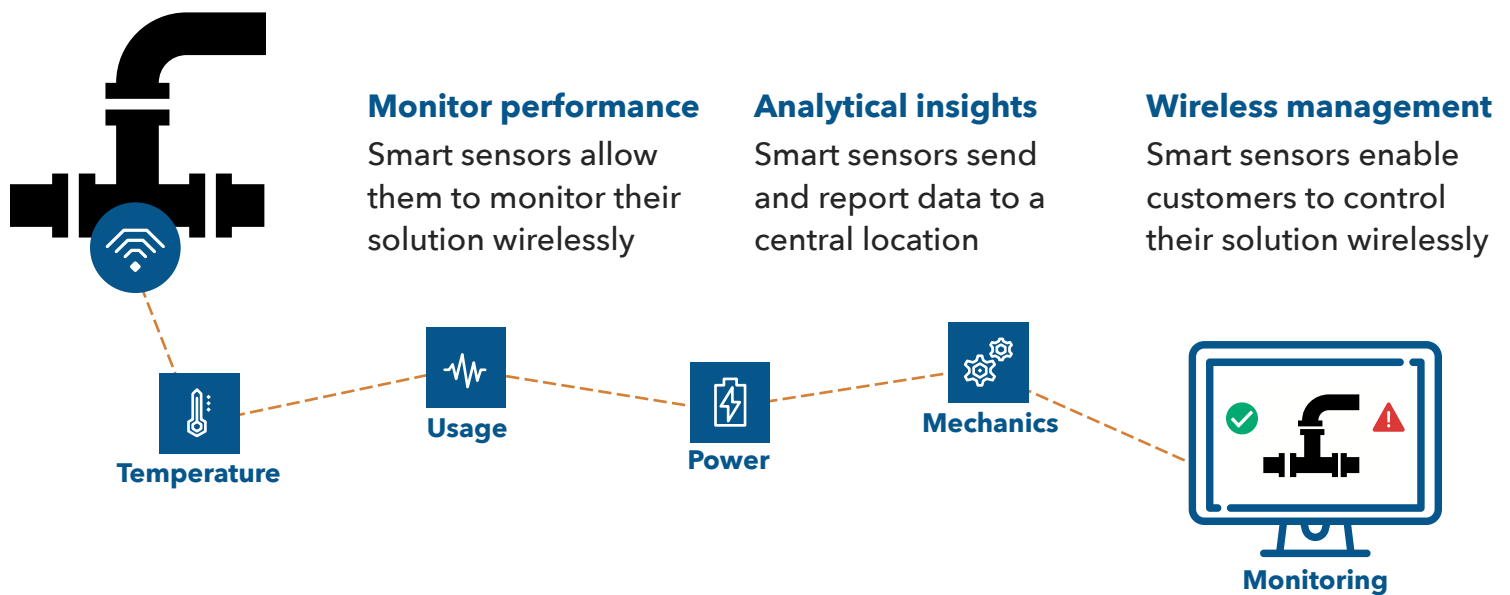 Monitor performance
Smart sensors allow
them to monitor their
solution wirelessly
Analytical insights
Smart sensors send
and report data to a
central location
Wireless management
Smart sensors enable
customers to control
their solution wirelessly
Temperature
Usage
Power
Mechanics
Monitoring